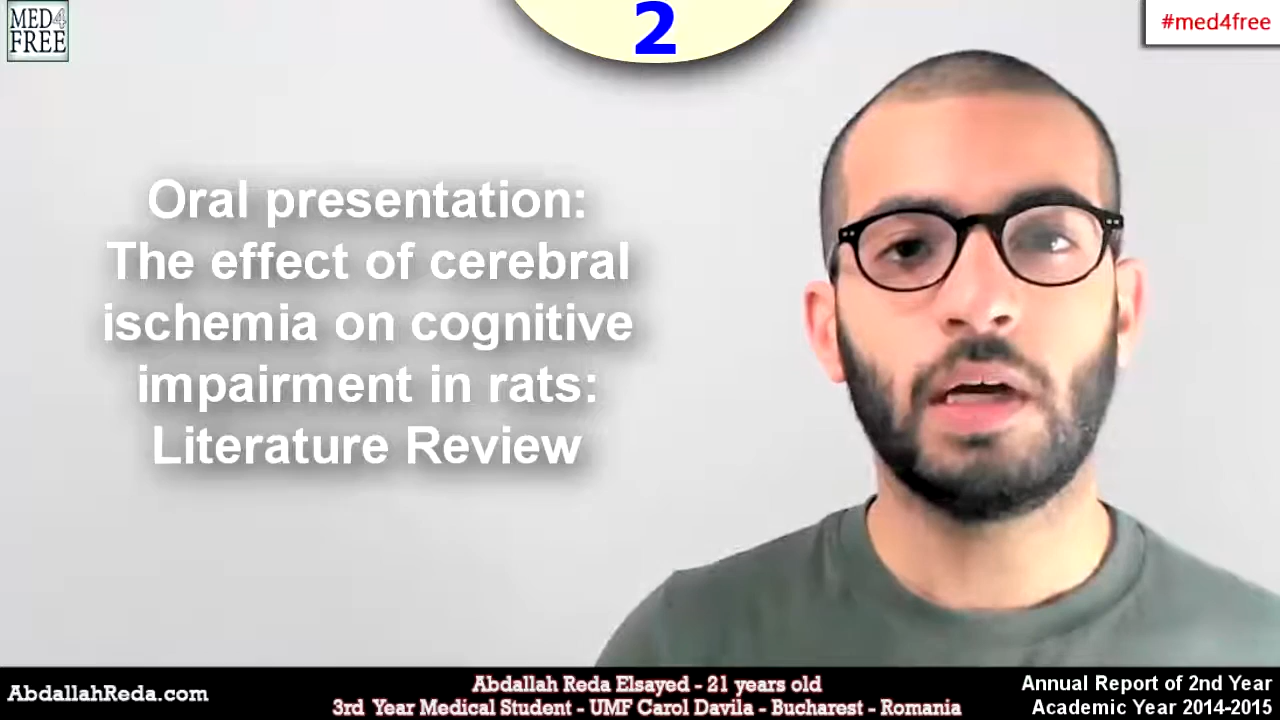 MED4
FREE
2
#med4free
Oral presentation:
The effect of cerebral
ischemia on cognitive
impairment in rats:
Literature Review
AbdallahReda.com
Abdallah Reda Elsayed - 21 years old
3rd Year Medical Student - UMF Carol Davila - Bucharest - Romania
Annual Report of 2nd Year
Academic Year 2014-2015